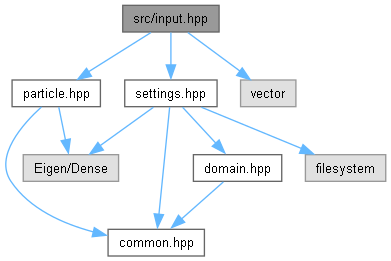 src/input.hpp
particle.hpp
settings.hpp
vector
Eigen/Dense
domain.hpp
filesystem
common.hpp